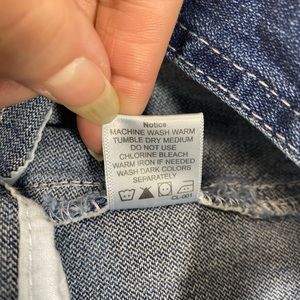 Notice
MACHINE WASH WARM
TUMBLE DRY MEDIUM
DO NOT USE
CHLORINE BLEACH
WARM IRON IF NEEDED
WASH DARK COLORS
SEPARATELY
CL-001